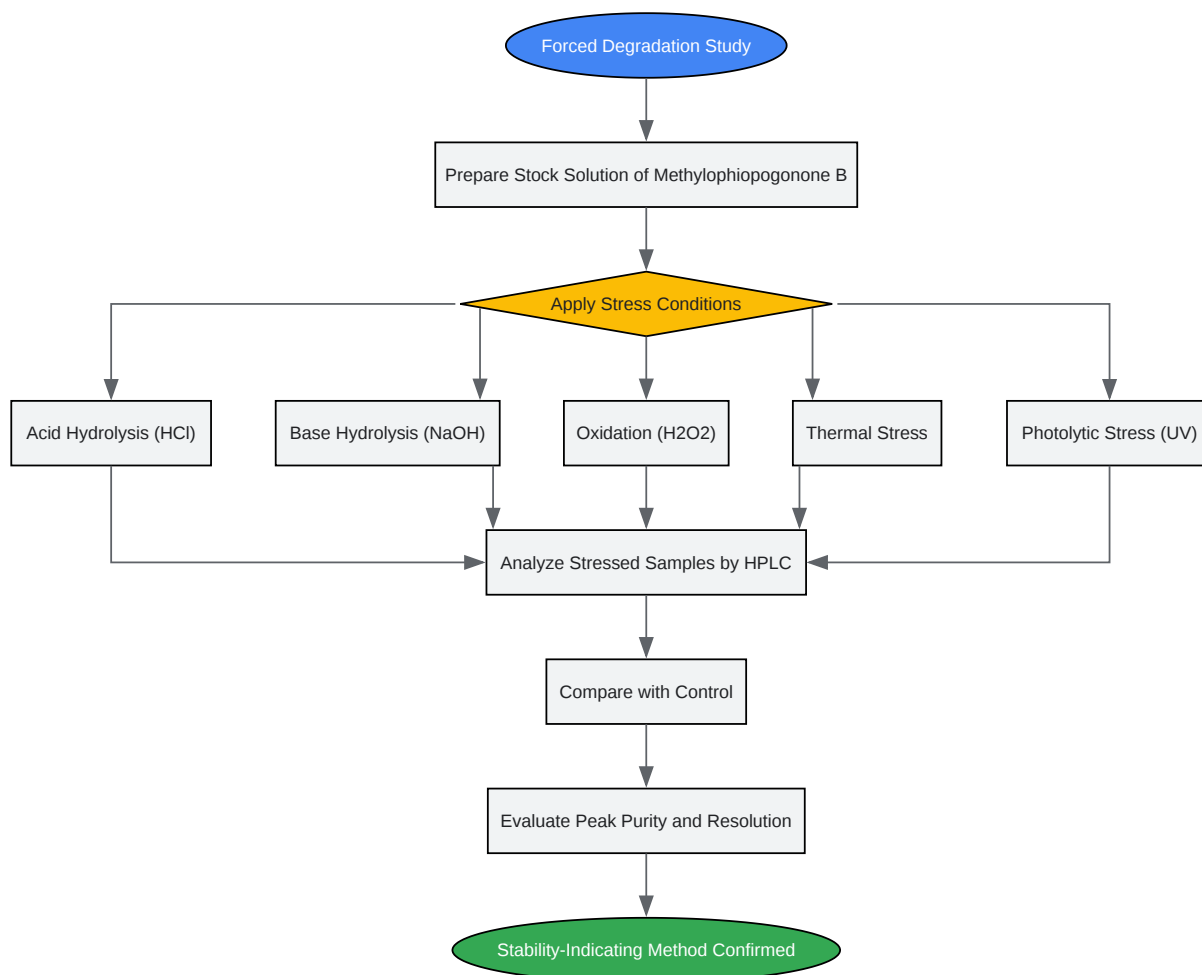 Forced Degradation Study
Prepare Stock Solution of Methylophiopogonone B
Apply Stress Conditions
Acid Hydrolysis (HCl)
Base Hydrolysis (NaOH)
Oxidation (H2O2)
Thermal Stress
Photolytic Stress (UV)
Analyze Stressed Samples by HPLC
Compare with Control
Evaluate Peak Purity and Resolution
Stability-Indicating Method Confirmed